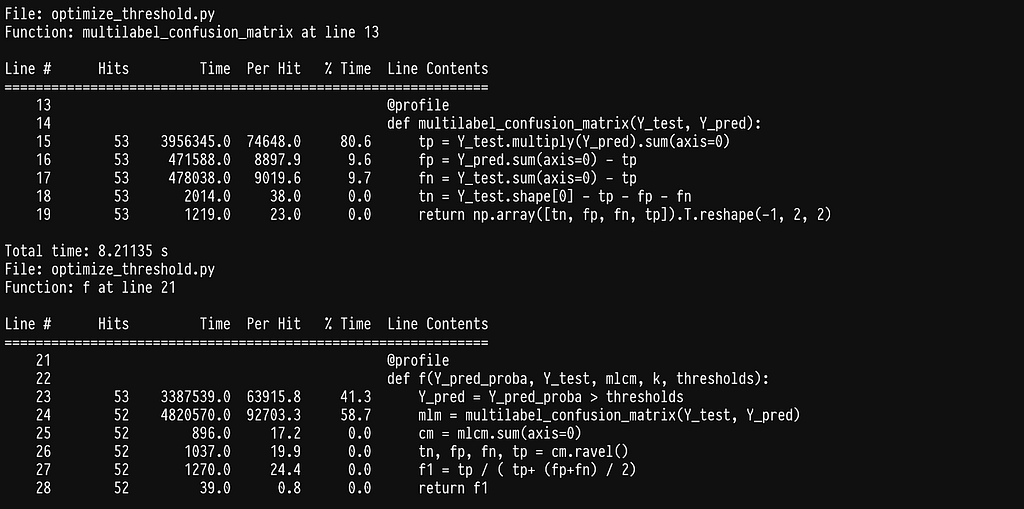 File: optimize_threshold.py
Function: multilabel_confusion_matrix at line 13
Line #      Hits         Time  Per Hit   % Time  Line Contents
==============================================================
    13                                           @profile
    14                                           def multilabel_confusion_matrix(Y_test, Y_pred):
    15        53    3956345.0  74648.0     80.6      tp = Y_test.multiply(Y_pred).sum(axis=0)
    16        53     471588.0   8897.9      9.6      fp = Y_pred.sum(axis=0) - tp
    17        53     478038.0   9019.6      9.7      fn = Y_test.sum(axis=0) - tp
    18        53       2014.0     38.0      0.0      tn = Y_test.shape[0] - tp - fp - fn
    19        53       1219.0     23.0      0.0      return np.array([tn, fp, fn, tp]).T.reshape(-1, 2, 2)
Total time: 8.21135 s
File: optimize_threshold.py
Function: f at line 21
Line #      Hits         Time  Per Hit   % Time  Line Contents
==============================================================
    21                                           @profile
    22                                           def f(Y_pred_proba, Y_test, mlcm, k, thresholds):
    23        53    3387539.0  63915.8     41.3      Y_pred = Y_pred_proba > thresholds
    24        52    4820570.0  92703.3     58.7      mlm = multilabel_confusion_matrix(Y_test, Y_pred)
    25        52        896.0     17.2      0.0      cm = mlcm.sum(axis=0)
    26        52       1037.0     19.9      0.0      tn, fp, fn, tp = cm.ravel()
    27        52       1270.0     24.4      0.0      f1 = tp / ( tp+ (fp+fn) / 2)
    28        52         39.0      0.8      0.0      return f1